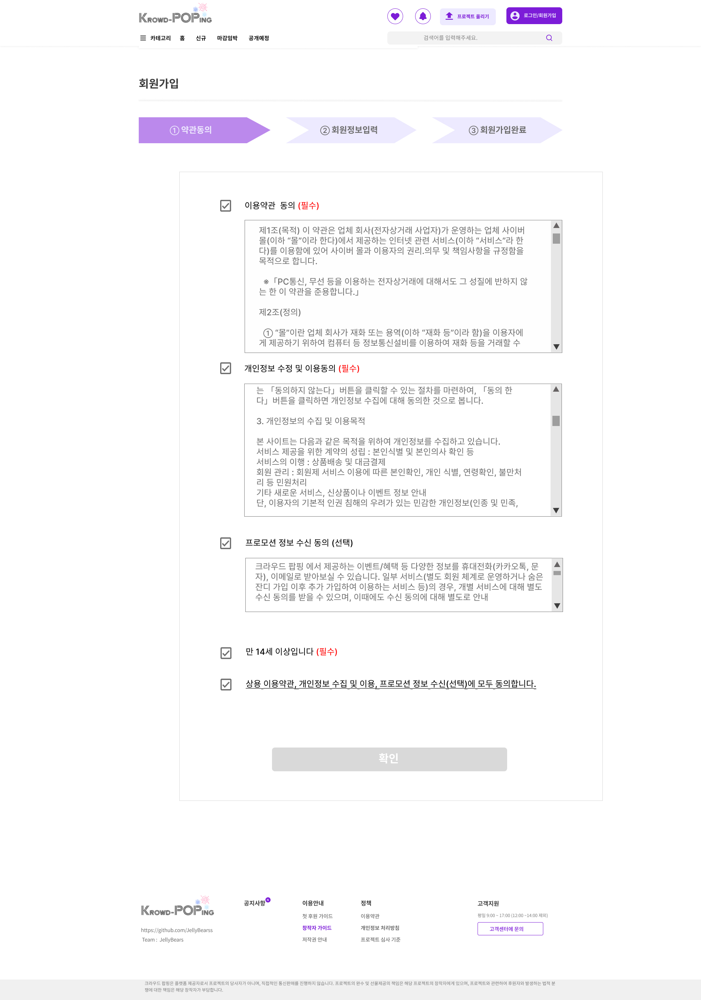 KROWD-POPING
프로젝트 올리기
로그인/회원가입
카테고리 홈 신규 마감임박 공개예정
검색어를 입력해주세요.
회원가입
① 약관동의
② 회원정보입력
③ 회원가입완료
이용약관 동의 (필수)
제1조(목적) 이 약관은 업체 회사(전자상거래 사업자)가 운영하는 업체 사이버
몰(이하 “몰”이라 한다)에서 제공하는 인터넷 관련 서비스(이하 “서비스”라 한
다)를 이용함에 있어 사이버 몰과 이용자의 권리.의무 및 책임사항을 규정함을
목적으로 합니다.
※「PC통신, 무선 등을 이용하는 전자상거래에 대해서도 그 성질에 반하지 않
는 한 이 약관을 준용합니다.」
제2조(정의)
① “몰”이란 업체 회사가 재화 또는 용역(이하 “재화 등”이라 함)을 이용자에
게 제공하기 위하여 컴퓨터 등 정보통신설비를 이용하여 재화 등을 거래할 수
개인정보 수정 및 이용동의 (필수)
는 「동의하지 않는다」버튼을 클릭할 수 있는 절차를 마련하여, 「동의 한
다」버튼을 클릭하면 개인정보 수집에 대해 동의한 것으로 봅니다.
3. 개인정보의 수집 및 이용목적
본 사이트는 다음과 같은 목적을 위하여 개인정보를 수집하고 있습니다.
서비스 제공을 위한 계약의 성립 : 본인식별 및 본인의사 확인 등
서비스의 이행 : 상품배송 및 대금결제
회원 관리 : 회원제 서비스 이용에 따른 본인확인, 개인 식별, 연령확인, 불만처
리 등 민원처리
기타 새로운 서비스, 신상품이나 이벤트 정보 안내
단, 이용자의 기본적 인권 침해의 우려가 있는 민감한 개인정보(인종 및 민족,
프로모션 정보 수신 동의 (선택)
크라우드 팝핑 에서 제공하는 이벤트/혜택 등 다양한 정보를 휴대전화(카카오톡, 문
자), 이메일로 받아보실 수 있습니다. 일부 서비스(별도 회원 체계로 운영하거나 숨은
잔디 가입 이후 추가 가입하여 이용하는 서비스 등)의 경우, 개별 서비스에 대해 별도
수신 동의를 받을 수 있으며, 이때에도 수신 동의에 대해 별도로 안내
만 14세 이상입니다 (필수)
상용 이용약관, 개인정보 수집 및 이용, 프로모션 정보 수신(선택)에 모두 동의합니다.
확인
KROWD-POPING
https://github.com/JellyBearss
Team : JellyBears
공지사항 N
이용안내
첫 후원 가이드
창작자 가이드
저작권 안내
정책
이용약관
개인정보 처리방침
프로젝트 심사 기준
고객지원
평일 9:00 ~ 17:00 (12:00 ~14:00 제외)
고객센터에 문의
크라우드 팝핑은 플랫폼 제공자로서 프로젝트의 당사자가 아니며, 직접적인 통신판매를 진행하지 않습니다. 프로젝트의 완수 및 선물제공의 책임은 해당 프로젝트의 창작자에게 있으며, 프로젝트와 관련하여 후원자와 발생하는 법적 분
쟁에 대한 책임은 해당 창작자가 부담합니다.